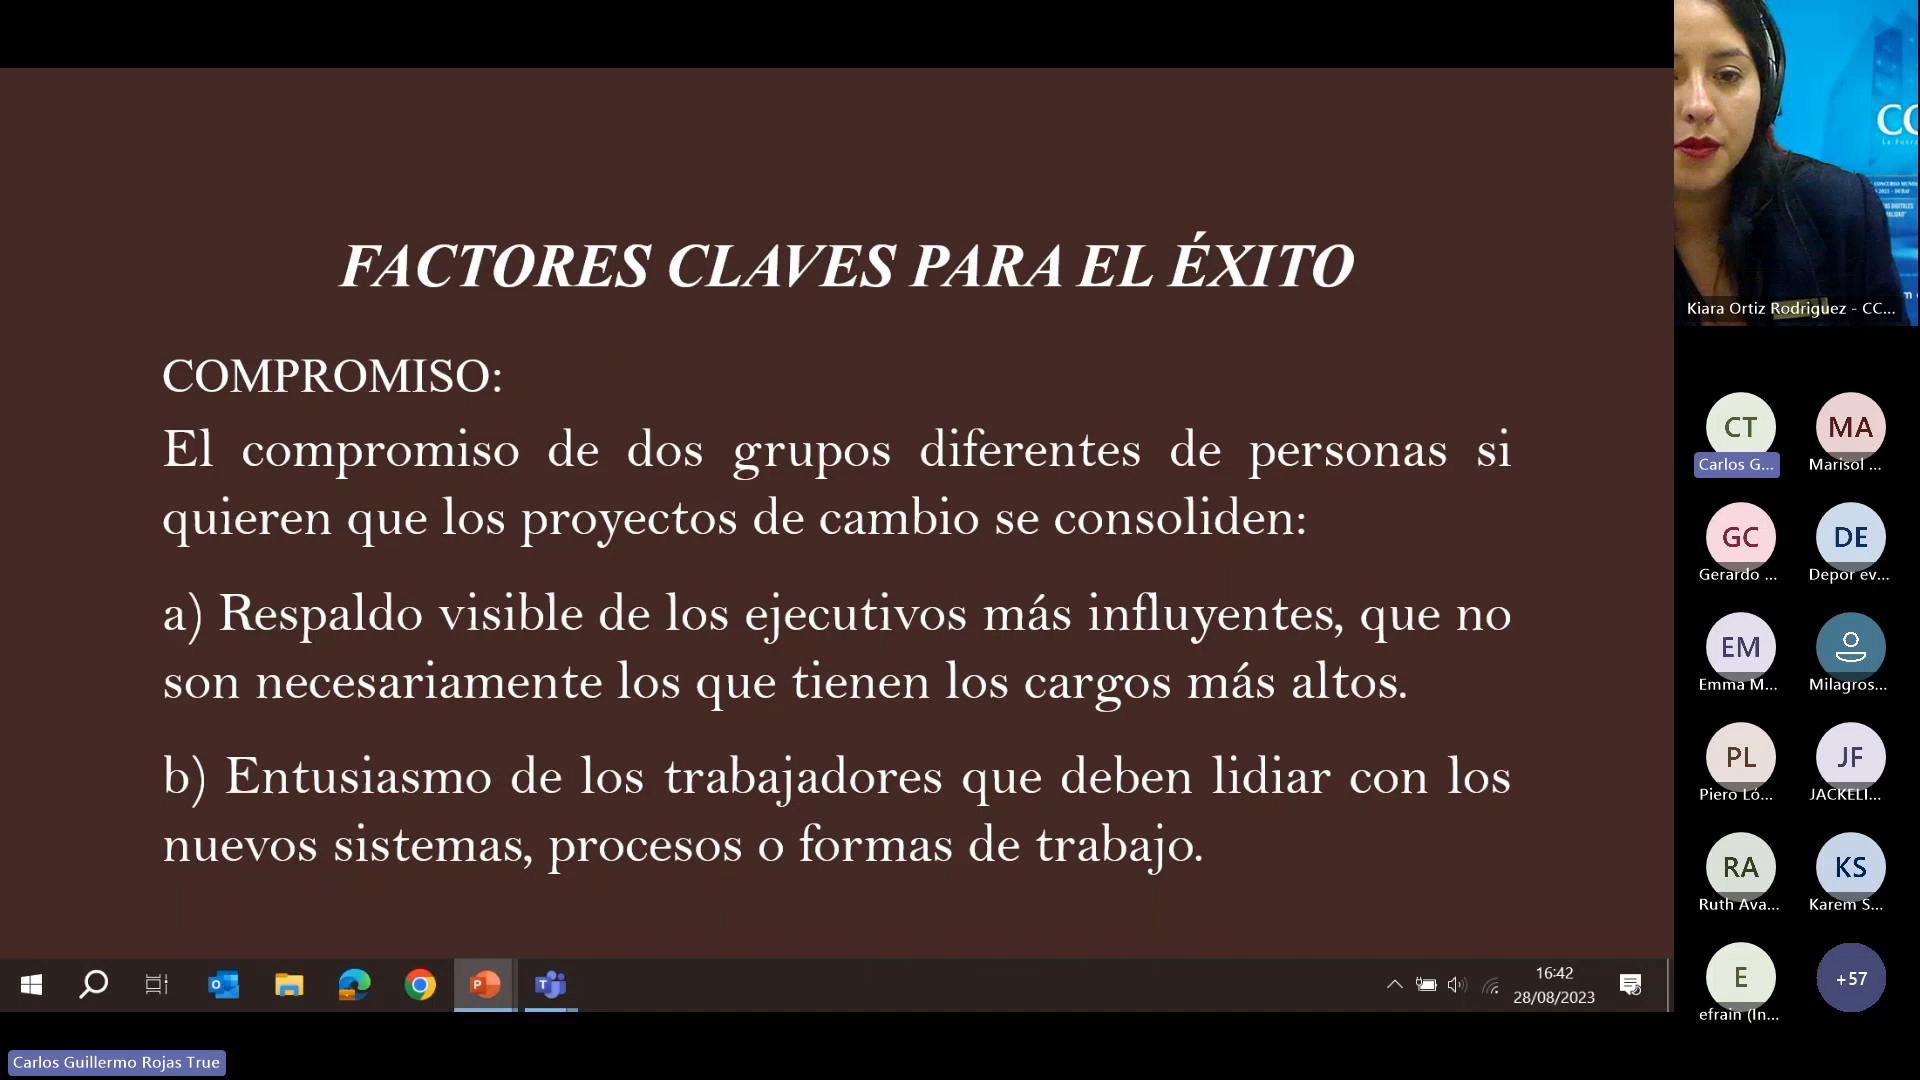 FACTORES CLAVES PARA EL ÉXITO
COMPROMISO:
El compromiso de dos grupos diferentes de personas si
quieren que los proyectos de cambio se consoliden:
a) Respaldo visible de los ejecutivos más influyentes, que no
son necesariamente los que tienen los cargos más altos.
b) Entusiasmo de los trabajadores que deben lidiar con los
nuevos sistemas, procesos o formas de trabajo.
16:42
28/08/2023
Carlos Guillermo Rojas True
CC
Kiara Ortiz Rodriguez - CC...
CT
Carlos G...
MA
Marisol ...
GC
Gerardo ...
DE
Depor ev...
EM
Emma M...
Milagros...
PL
Piero Ló...
JF
JACKELI...
RA
Ruth Ava...
KS
Karem S...
E
efrain (In...
+57